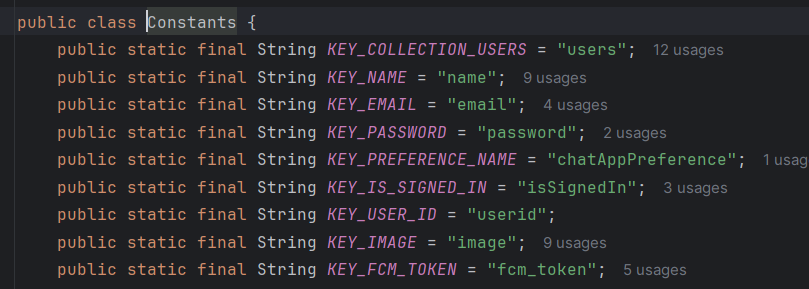 public class Constants {
public static final String KEY_COLLECTION_USERS = "users"; 12 usages
public static final String KEY_NAME = "name"; 9 usages
public static final String KEY_EMAIL = "email"; 4 usages
public static final String KEY_PASSWORD = "password"; 2 usages
public static final String KEY_PREFERENCE_NAME = "chatAppPreference"; 1 usag
public static final String KEY_IS_SIGNED_IN = "isSignedIn"; 3 usages
public static final String KEY_USER_ID = "userid";
public static final String KEY_IMAGE = "image"; 9 usages
public static final String KEY_FCM_TOKEN = "fcm_token"; 5 usages